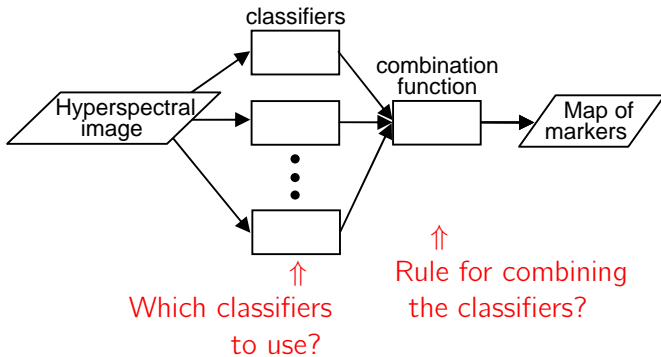 classifiers
combination
function
Hyperspectral
image
Map of
markers
⇑
Which classifiers
to use?
⇑
Rule for combining
the classifiers?